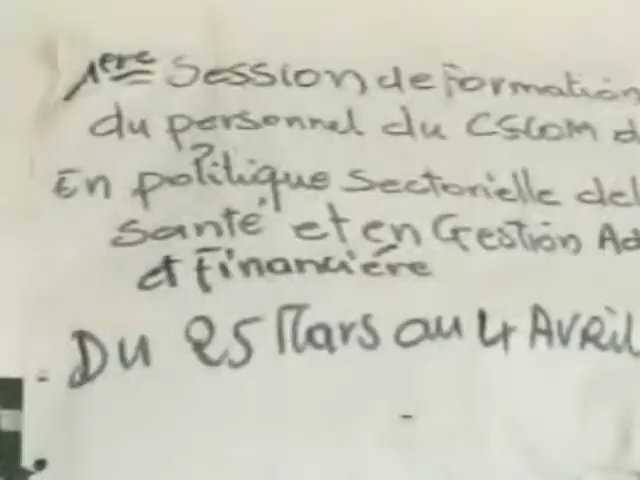 1ère Session de formation
du personnel du CSCOM d
En politique Sectorielle de
Santé et en Gestion Ad
et Financière
Du 25 Mars au 4 Avril